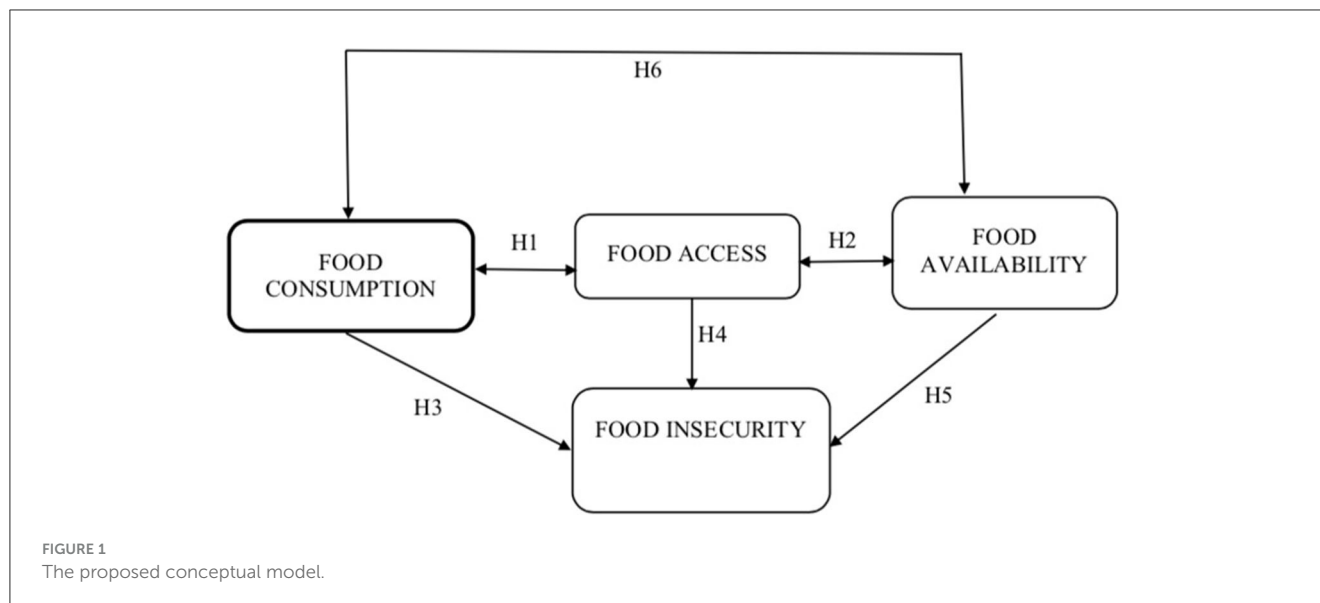 H6
FOOD
CONSUMPTION
H1
FOOD ACCESS
H2
FOOD
AVAILABILITY
H3
H4
H5
FOOD INSECURITY
FIGURE 1
The proposed conceptual model.